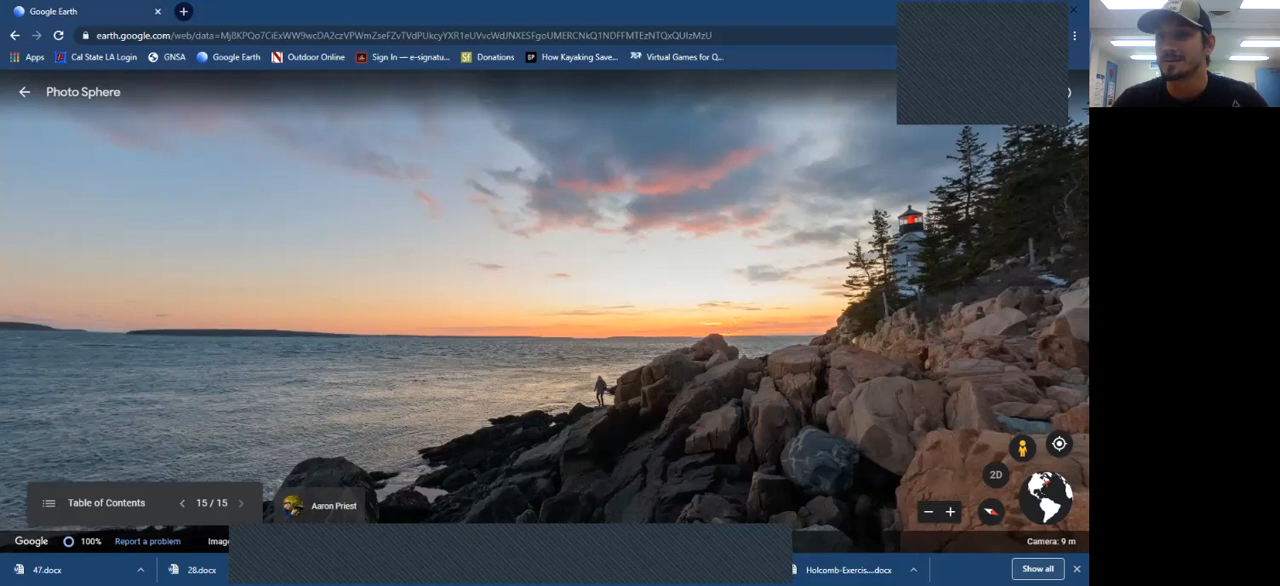 Google Earth
earth.google.com/web/data=
Apps Cal State LA Login GNSA Google Earth Outdoor Online Sign In — e-signatu... Donations How Kayaking Save... Virtual Games for Q...
Photo Sphere
Table of Contents 15 / 15
Aaron Priest
2D
Google 100% Report a problem
Camera: 9 m
47.docx 28.docx Holcomb-Exercis....docx Show all